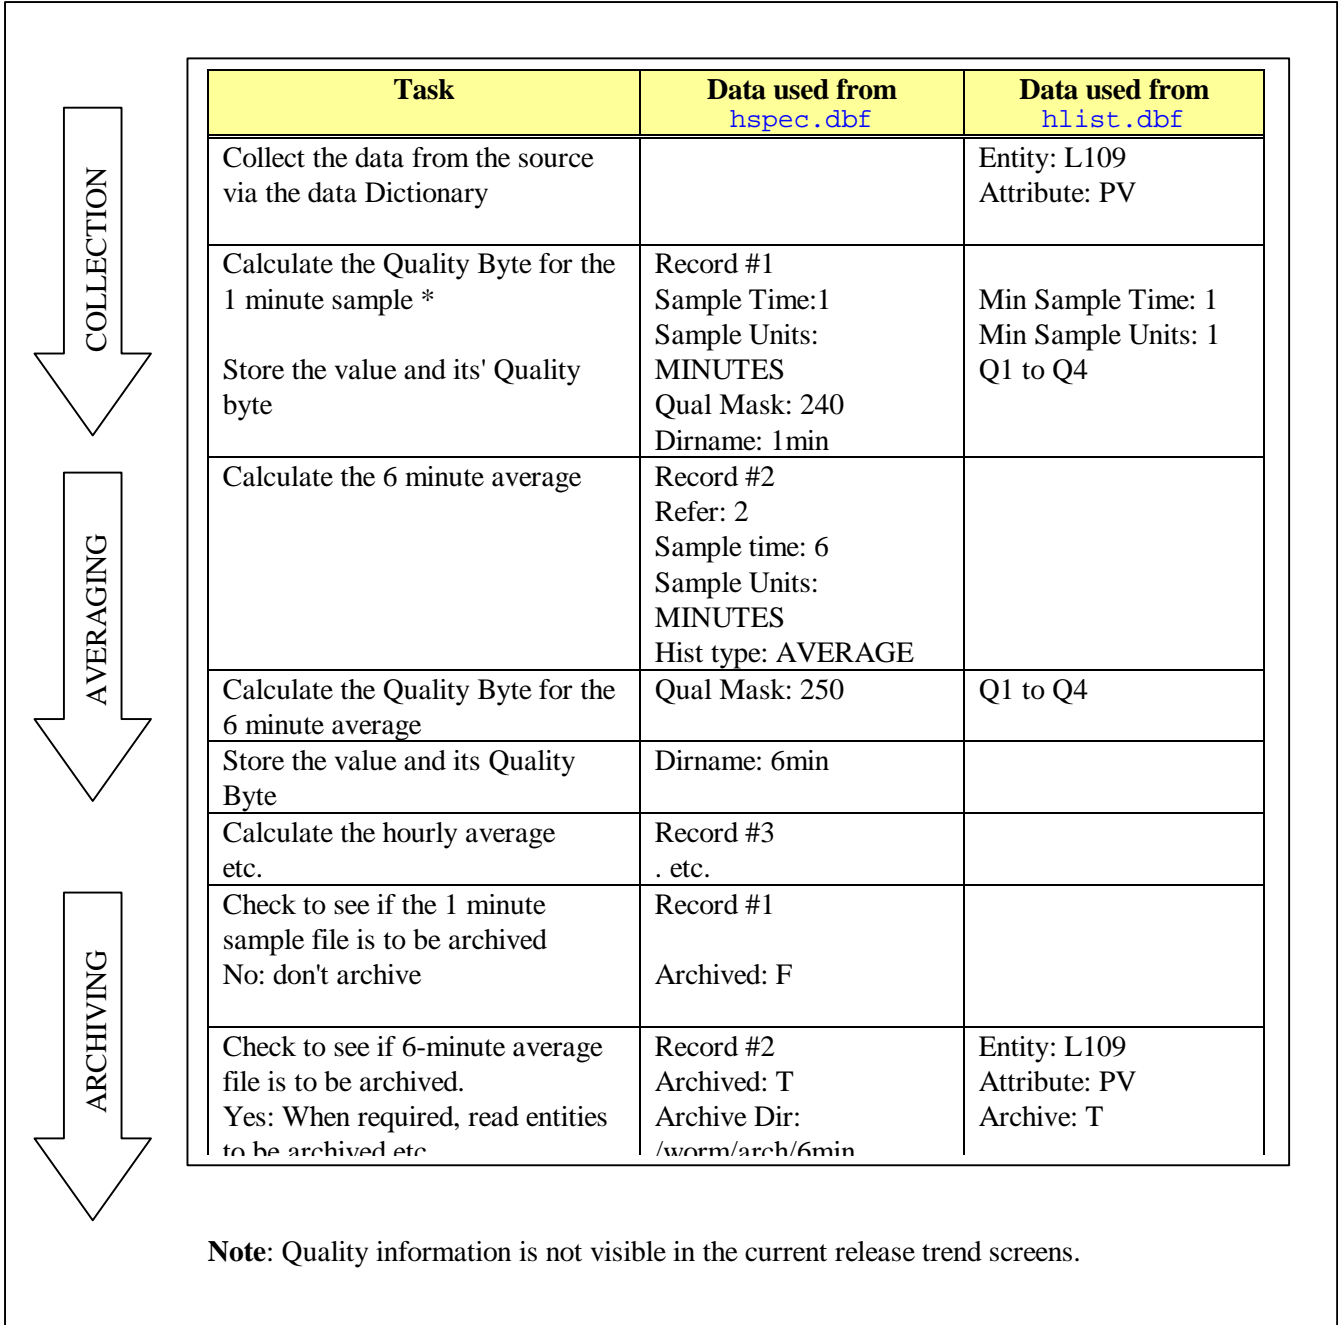 Task
Data used from
hspec.dbf
Data used from
hlist.dbf
COLLECTION
Collect the data from the source
via the data Dictionary
Entity: L109
Attribute: PV
Calculate the Quality Byte for the
1 minute sample *
Store the value and its' Quality
byte
Record #1
Sample Time:1
Sample Units:
MINUTES
Qual Mask: 240
Dirname: 1min
Min Sample Time: 1
Min Sample Units: 1
Q1 to Q4
AVERAGING
Calculate the 6 minute average
Record #2
Refer: 2
Sample time: 6
Sample Units:
MINUTES
Hist type: AVERAGE
Calculate the Quality Byte for the
6 minute average
Qual Mask: 250
Q1 to Q4
Store the value and its Quality
Byte
Dirname: 6min
Calculate the hourly average
etc.
Record #3
. etc.
ARCHIVING
Check to see if the 1 minute
sample file is to be archived
No: don't archive
Record #1
Archived: F
Check to see if 6-minute average
file is to be archived.
Yes: When required, read entities
to be archived etc
Record #2
Archived: T
Archive Dir:
/worm/arch/6min
Entity: L109
Attribute: PV
Archive: T
Note: Quality information is not visible in the current release trend screens.